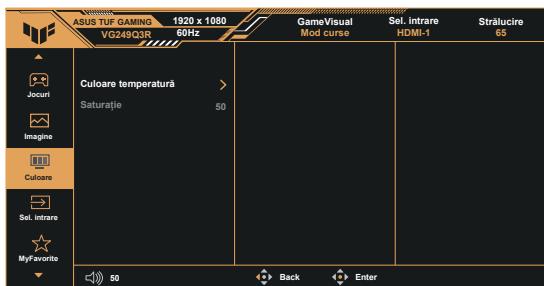 ASUS TUF GAMING
VG249Q3R
1920 x 1080
60Hz
GameVisual
Mod curse
Sel. intrare
HDMI-1
Strălucire
65
Jocuri
Imagine
Culoare
Sel. intrare
MyFavorite
Culoare temperatură
Saturație 50
50
Back
Enter